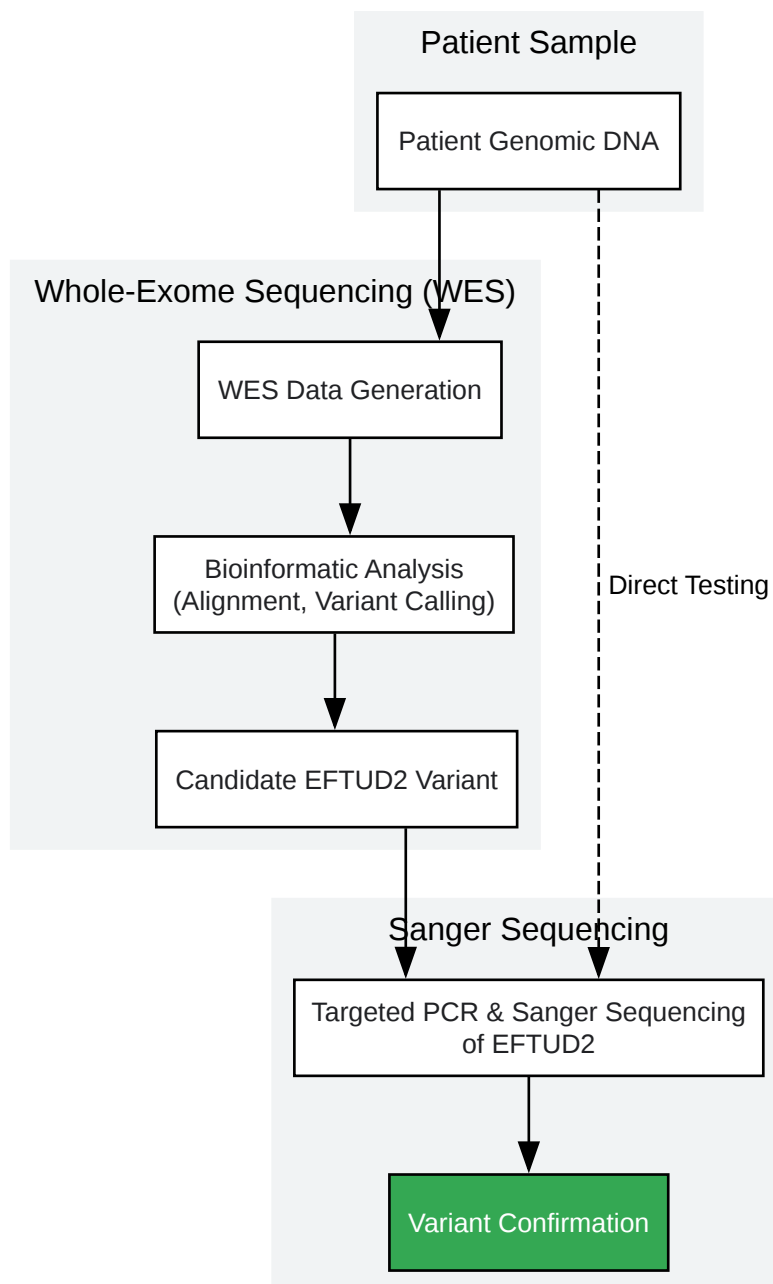 Patient Sample
Patient Genomic DNA
Whole-Exome Sequencing (WES)
WES Data Generation
Bioinformatic Analysis
(Alignment, Variant Calling)
Direct Testing
Candidate EFTUD2 Variant
Sanger Sequencing
Targeted PCR & Sanger Sequencing
of EFTUD2
Variant Confirmation